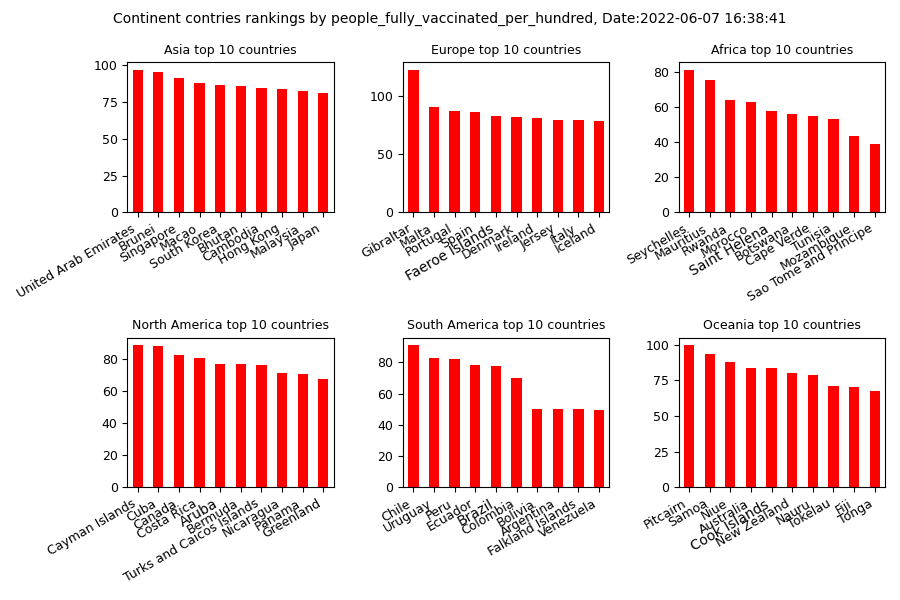 Continent contries rankings by people_fully_vaccinated_per_hundred, Date:2022-06-07 16:38:41
Asia top 10 countries
100
75
50
25
0
United Arab Emirates
Brunei
Singapore
Macao
South Korea
Bhutan
Cambodia
Hong Kong
Malaysia
Japan
Europe top 10 countries
100
50
0
Gibraltar
Malta
Portugal
Spain
Faeroe Islands
Denmark
Ireland
Jersey
Italy
Iceland
Africa top 10 countries
80
60
40
20
0
Seychelles
Mauritius
Rwanda
Morocco
Saint Helena
Botswana
Cape Verde
Tunisia
Mozambique
Sao Tome and Principe
North America top 10 countries
80
60
40
20
0
Cayman Islands
Cuba
Canada
Costa Rica
Aruba
Bermuda
Turks and Caicos Islands
Nicaragua
Panama
Greenland
South America top 10 countries
80
60
40
20
0
Chile
Uruguay
Peru
Ecuador
Brazil
Colombia
Bolivia
Argentina
Falkland Islands
Venezuela
Oceania top 10 countries
100
75
50
25
0
Pitcairn
Samoa
Niue
Australia
Cook Islands
New Zealand
Nauru
Tokelau
Fiji
Tonga